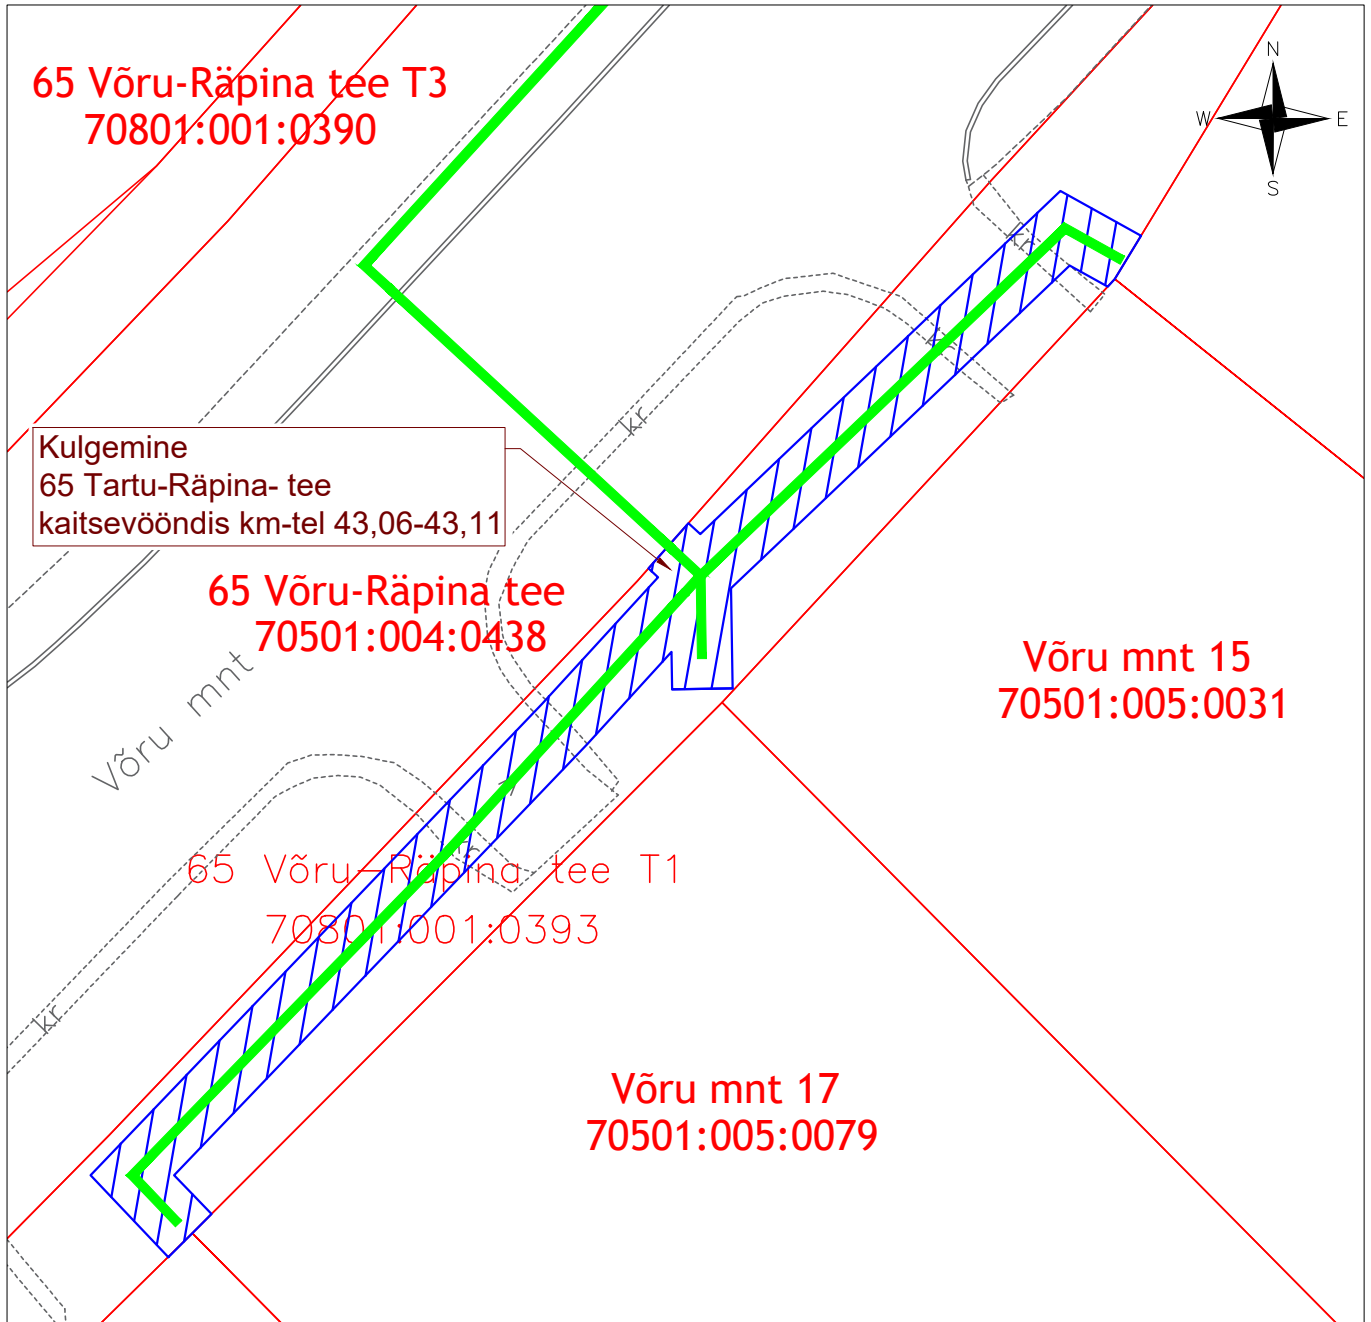 65 Võru-Räpina tee T3
70801:001:0390
N
W
E
S
kr
kr
kr
Kulgemine
65 Tartu-Räpina- tee
kaitsevööndis km-tel 43,06-43,11
65 Võru-Räpina tee
70501:004:0438
Võru mnt
Võru mnt 15
70501:005:0031
65 Võru-Räpina tee T1
70801:001:0393
kr
Võru mnt 17
70501:005:0079